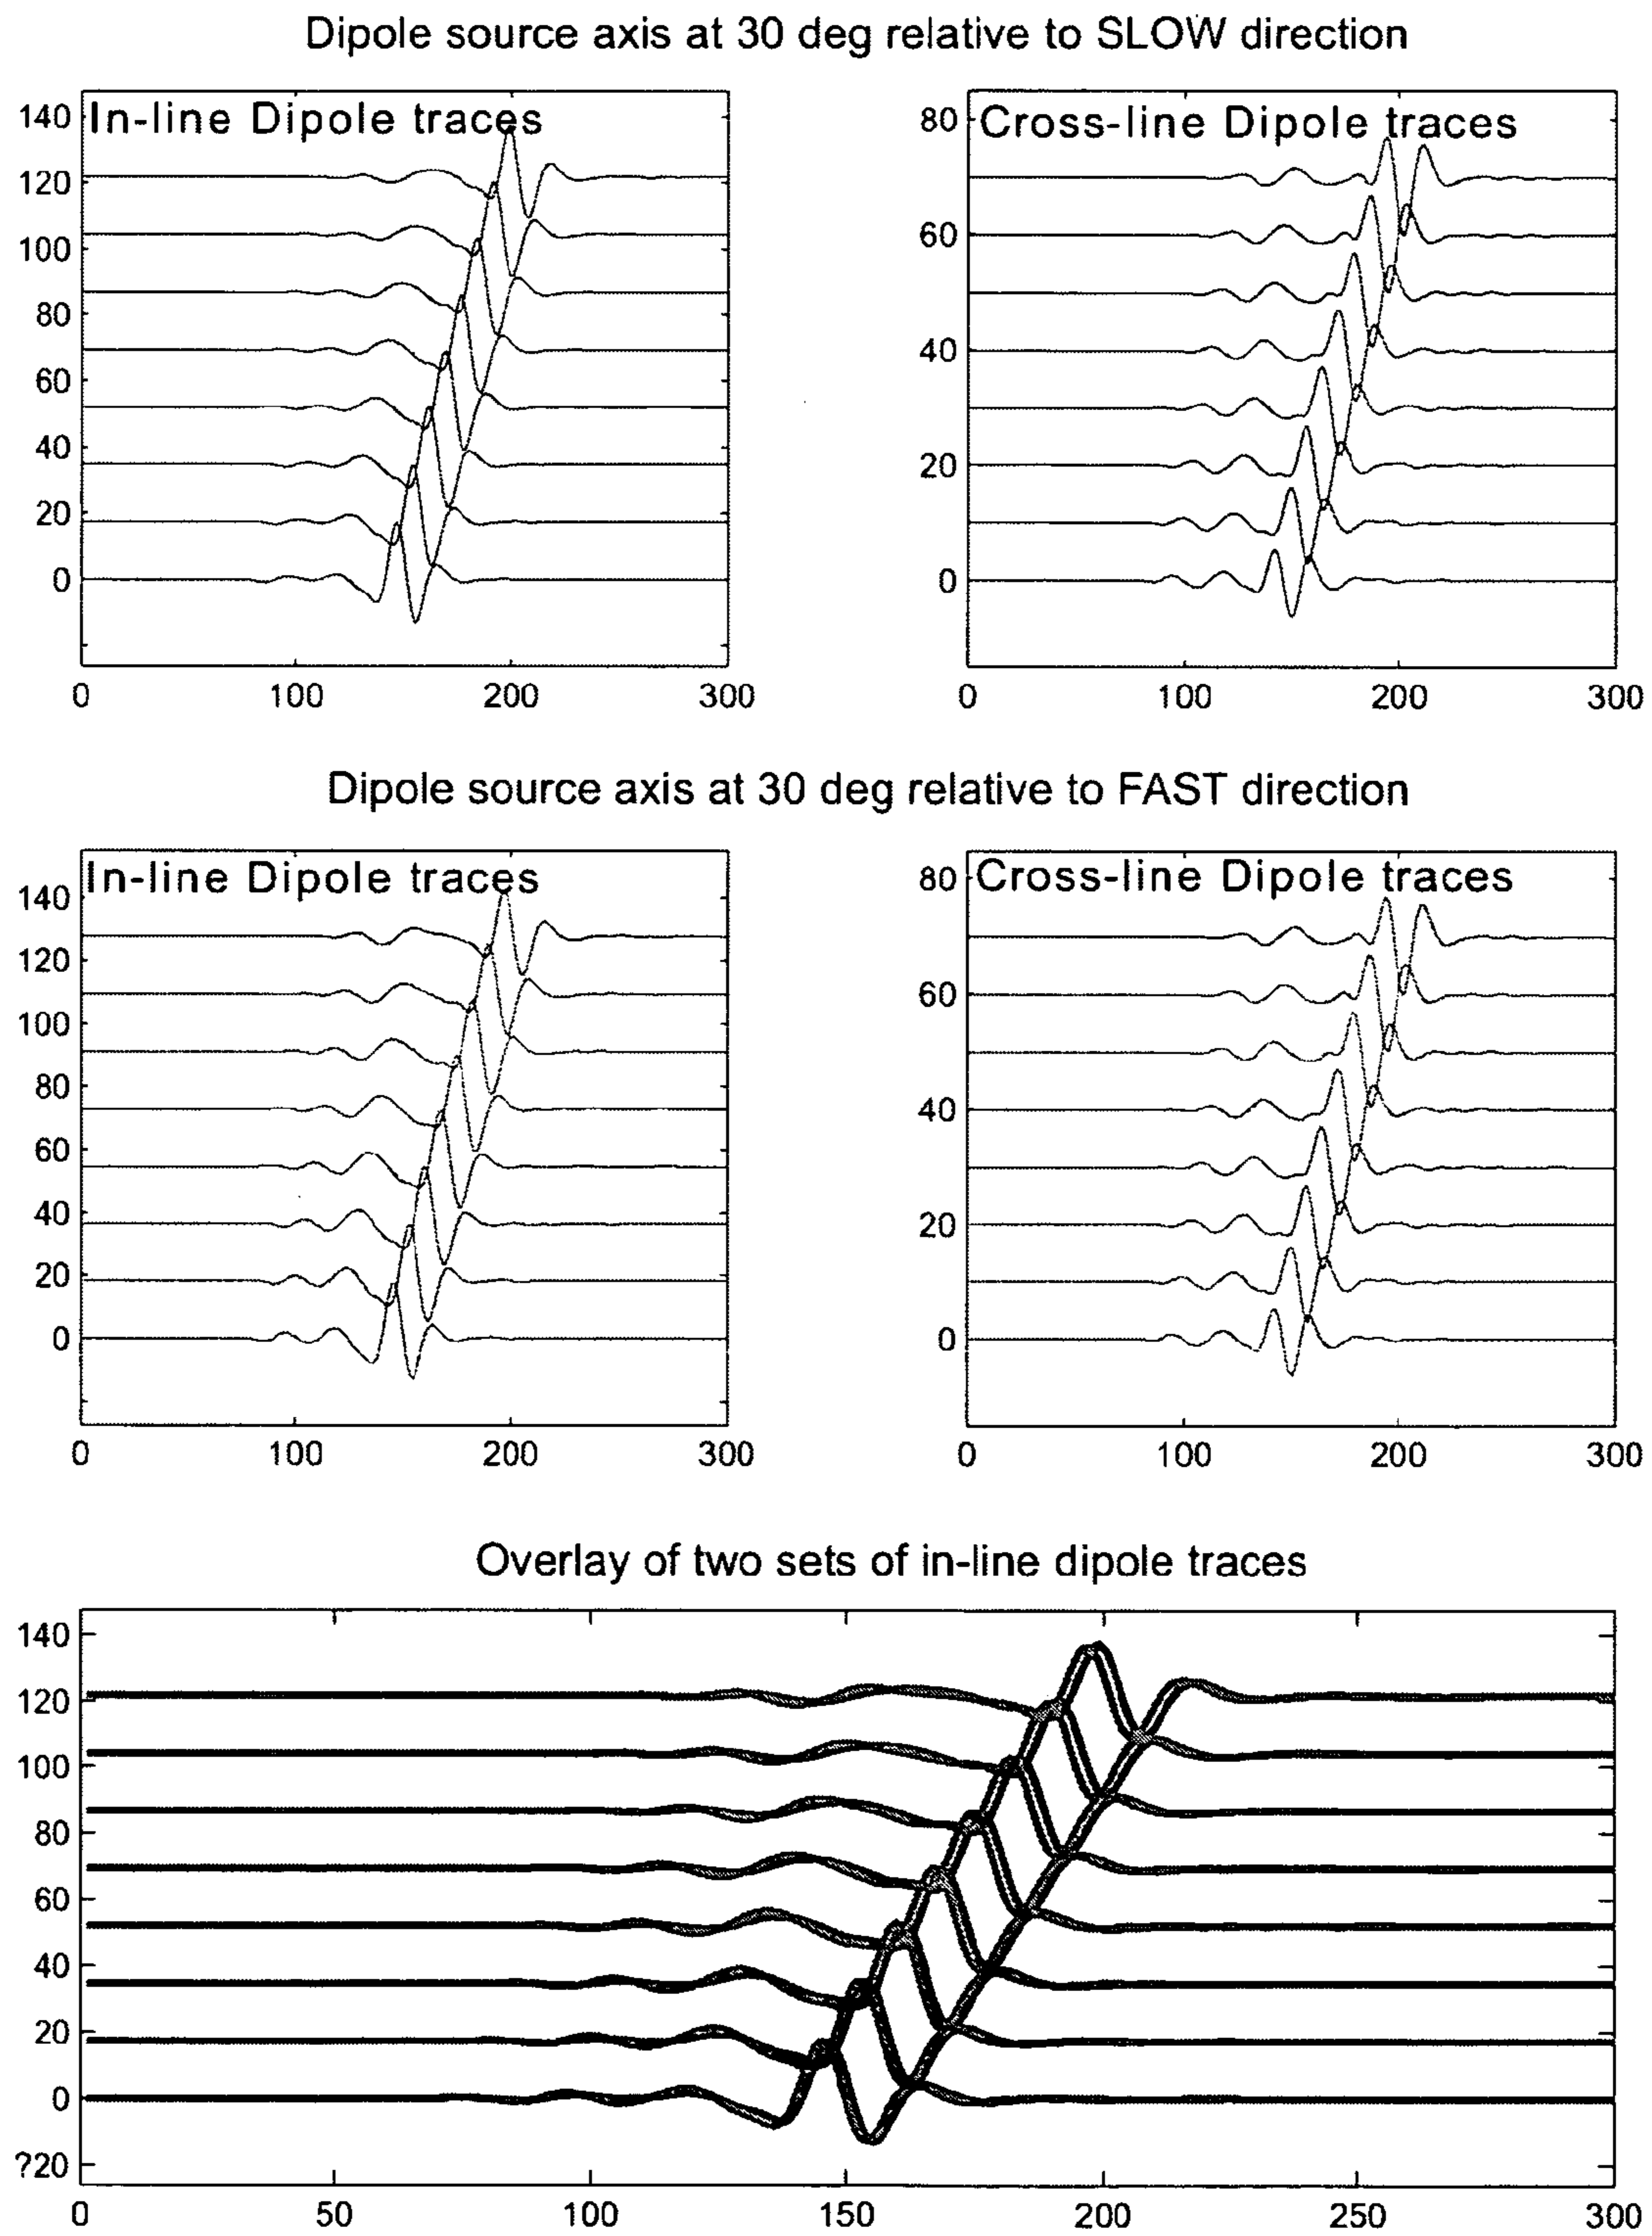 Dipole source axis at 30 deg relative to SLOW direction
In-line Dipole traces
140
120
100
80
60
40
20
0
0 100 200 300
Cross-line Dipole traces
80
60
40
20
0
0 100 200 300
Dipole source axis at 30 deg relative to FAST direction
In-line Dipole traces
140
120
100
80
60
40
20
0
0 100 200 300
Cross-line Dipole traces
80
60
40
20
0
0 100 200 300
Overlay of two sets of in-line dipole traces
140
120
100
80
60
40
20
0
?20
0 50 100 150 200 250 300